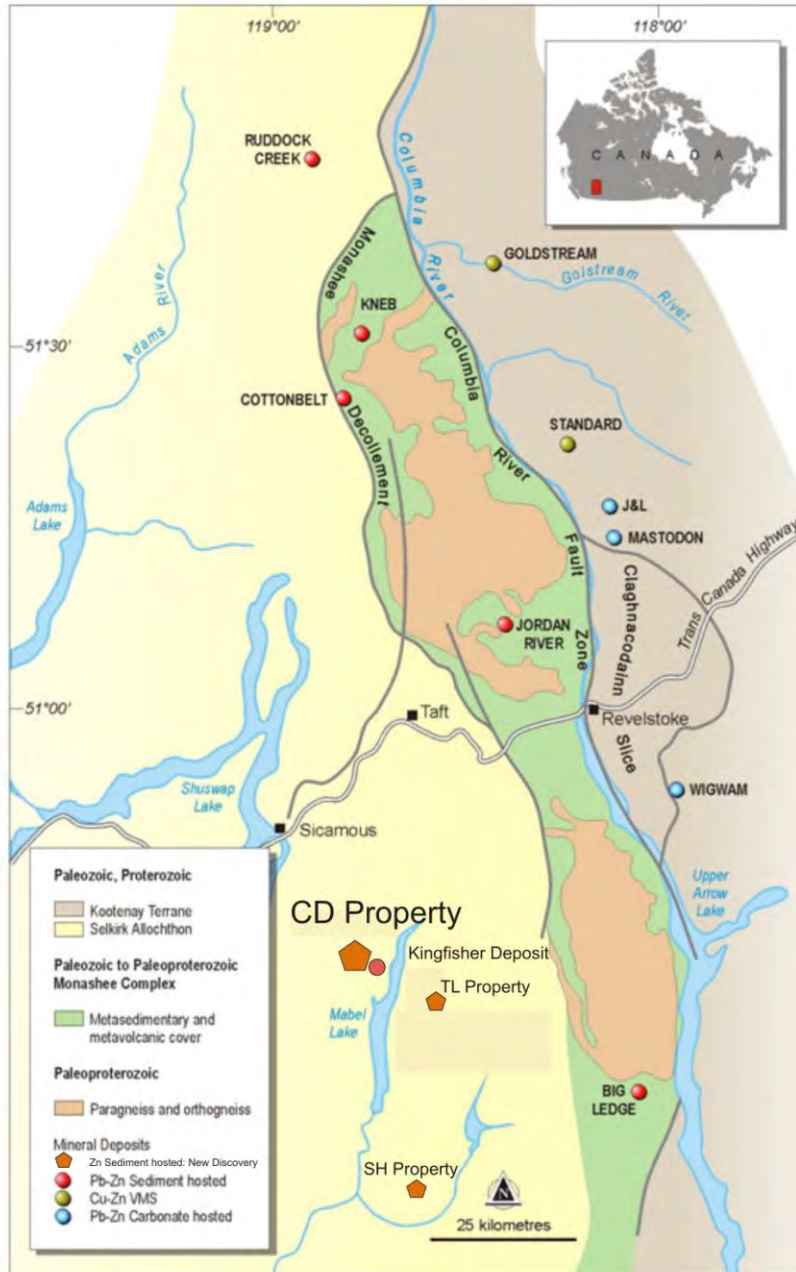 119°00'
118°00'
RUDDOCK
CREEK
Columbia
River
C A N A D A
GOLDSTREAM
Golstream
River
Adams
River
Monashee
KNEB
51°30'
COTTONBELT
Decollement
Columbia
River
Fault
Zone
STANDARD
J&L
MASTODON
Adams
Lake
Claghnacodainn
Slice
Trans Canada Highway
JORDAN
RIVER
51°00'
Taft
Revelstoke
Shuswap
Lake
Sicamous
WIGWAM
Upper
Arrow
Lake
CD Property
Kingfisher Deposit
TL Property
Mabel
Lake
BIG
LEDGE
SH Property
N
25 kilometres
Paleozoic, Proterozoic
Kootenay Terrane
Selkirk Allochthon
Paleozoic to Paleoproterozoic
Monashee Complex
Metasedimentary and
metavolcanic cover
Paleoproterozoic
Paragneiss and orthogneiss
Mineral Deposits
Zn Sediment hosted: New Discovery
Pb-Zn Sediment hosted
Cu-Zn VMS
Pb-Zn Carbonate hosted